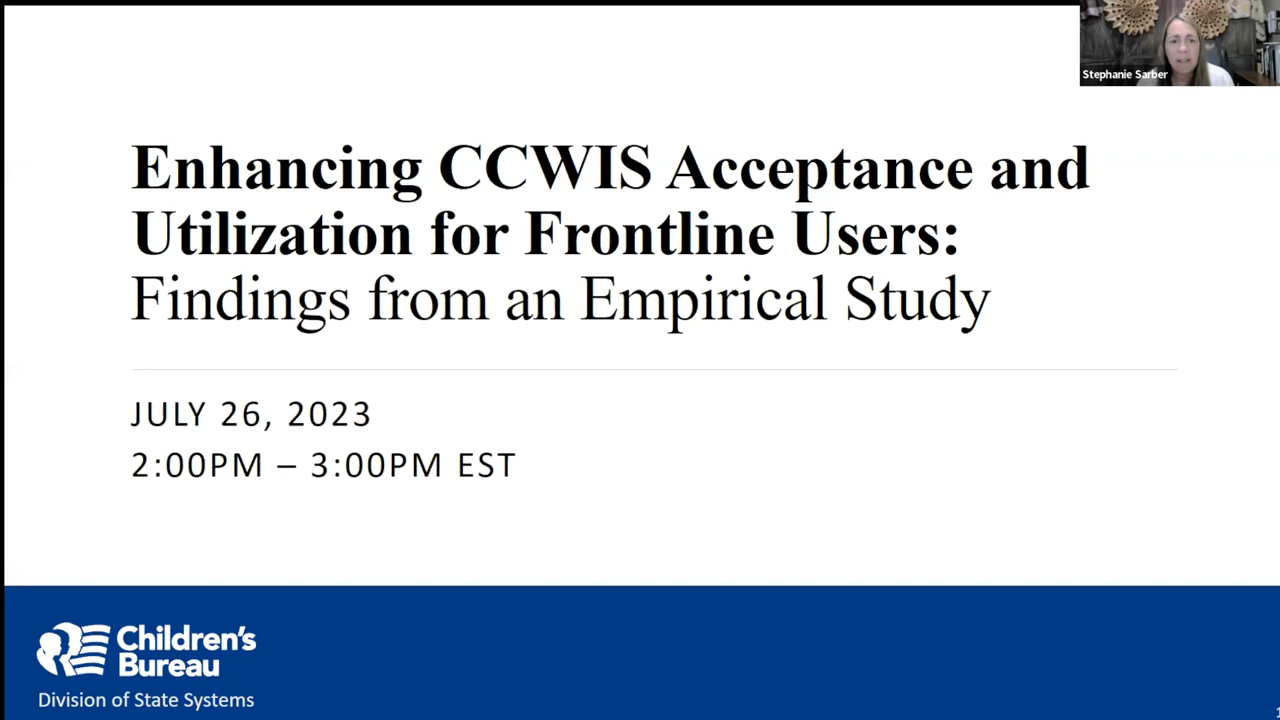 Stephanie Sarber
Enhancing CCWIS Acceptance and
Utilization for Frontline Users:
Findings from an Empirical Study
JULY 26, 2023
2:00PM – 3:00PM EST
Children's
Bureau
Division of State Systems